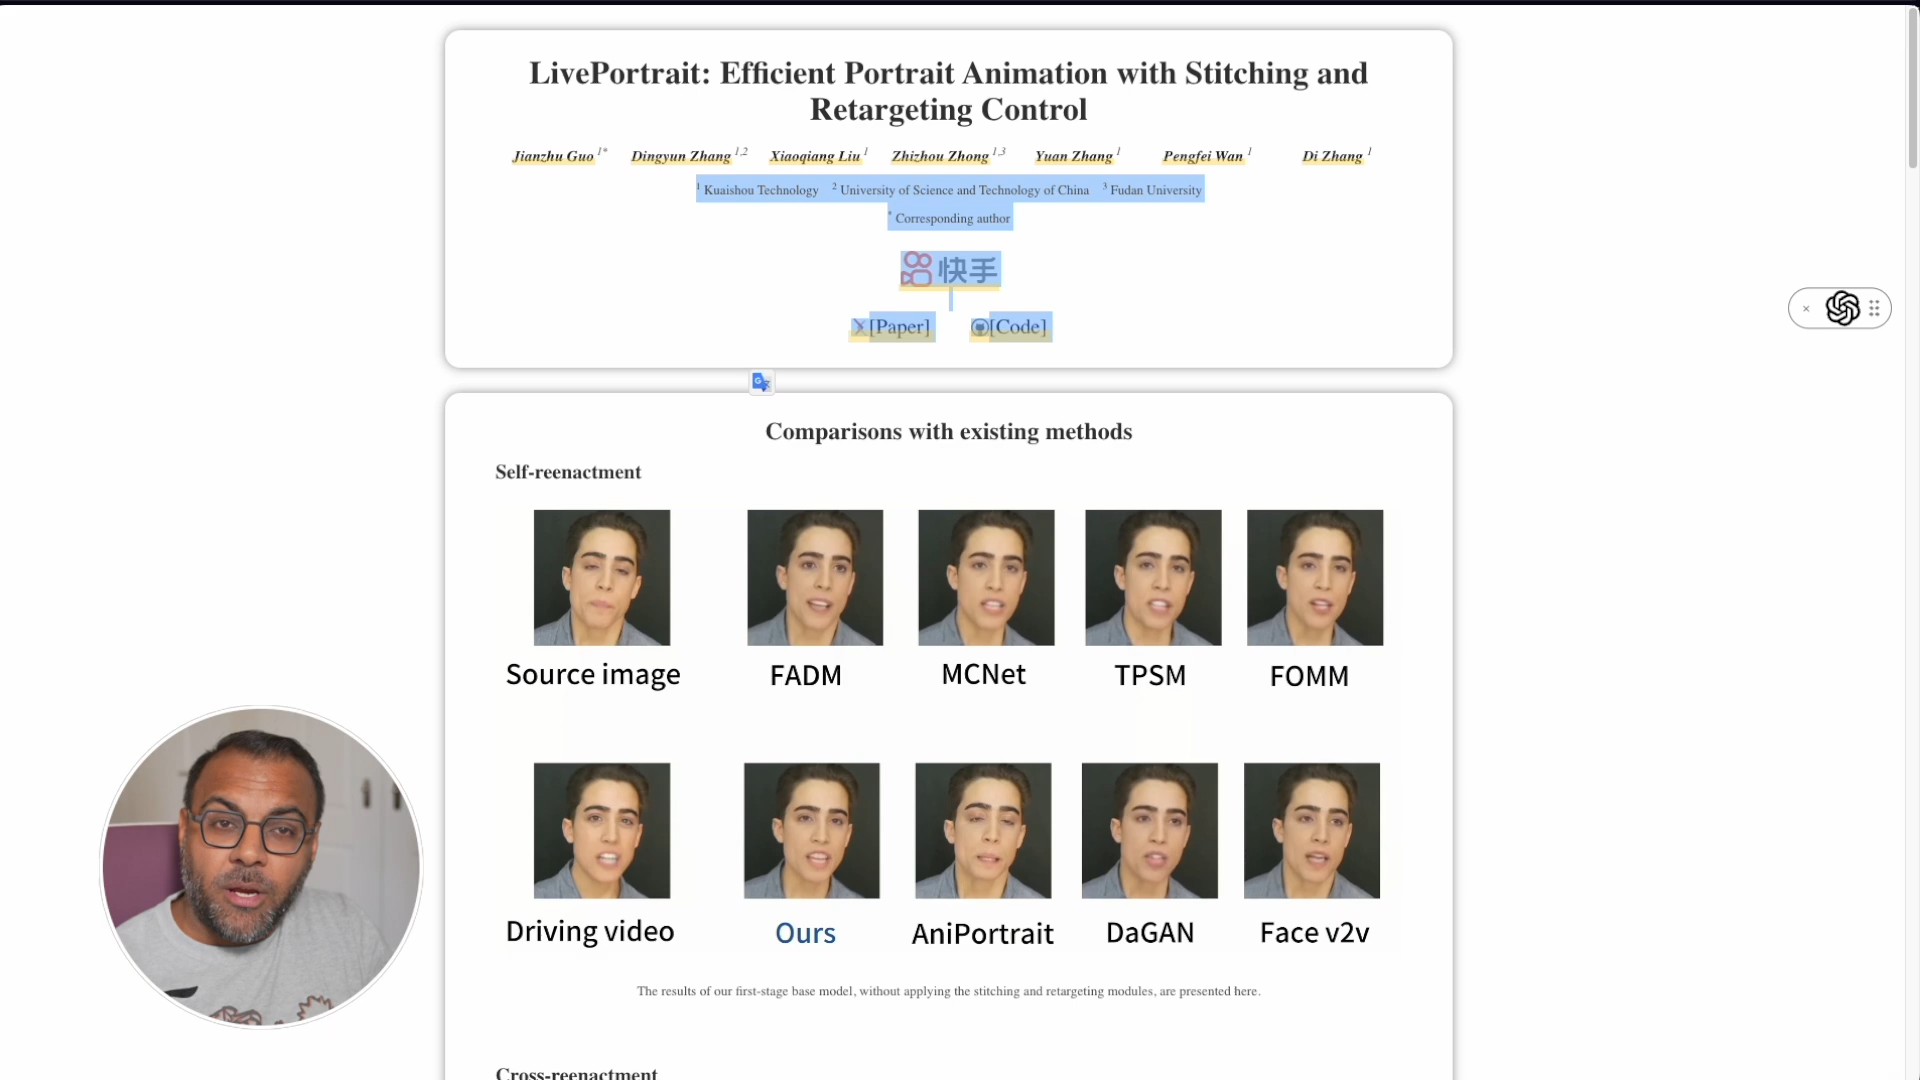 LivePortrait: Efficient Portrait Animation with Stitching and
Retargeting Control
Jianzhu Guo 1* Dingyun Zhang 1,2 Xiaoqiang Liu 1 Zhizhou Zhong 1,3 Yuan Zhang 1 Pengfei Wan 1 Di Zhang 1
1 Kuaishou Technology 2 University of Science and Technology of China 3 Fudan University
* Corresponding author
快手
[Paper] [Code]
Comparisons with existing methods
Self-reenactment
Source image FADM MCNet TPSM FOMM
Driving video Ours AniPortrait DaGAN Face v2v
The results of our first-stage base model, without applying the stitching and retargeting modules, are presented here.
Cross-reenactment